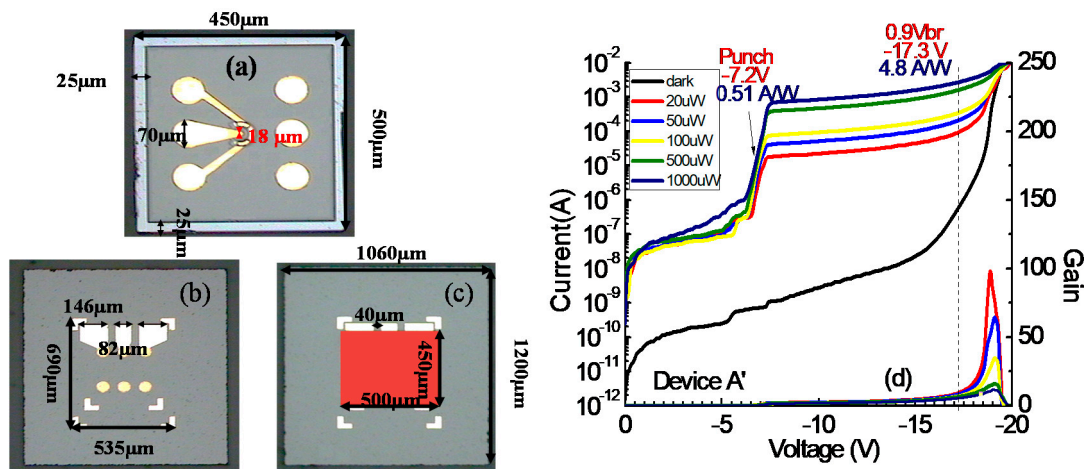 450μm
(a)
25μm
70μm
18 μm
500μm
25μm
(b)
146μm
82μm
669μm
535μm
1060μm
(c)
40μm
450μm
500μm
1200μm
Current(A)
10⁻²
10⁻³
10⁻⁴
10⁻⁵
10⁻⁶
10⁻⁷
10⁻⁸
10⁻⁹
10⁻¹⁰
10⁻¹¹
10⁻¹²
Punch
-7.2V
0.51 A/W
0.9Vbr
-17.3 V
4.8 A/W
dark
20uW
50uW
100uW
500uW
1000uW
Device A'
(d)
250
200
150
100
50
0
Gain
0
-5
-10
-15
-20
Voltage (V)